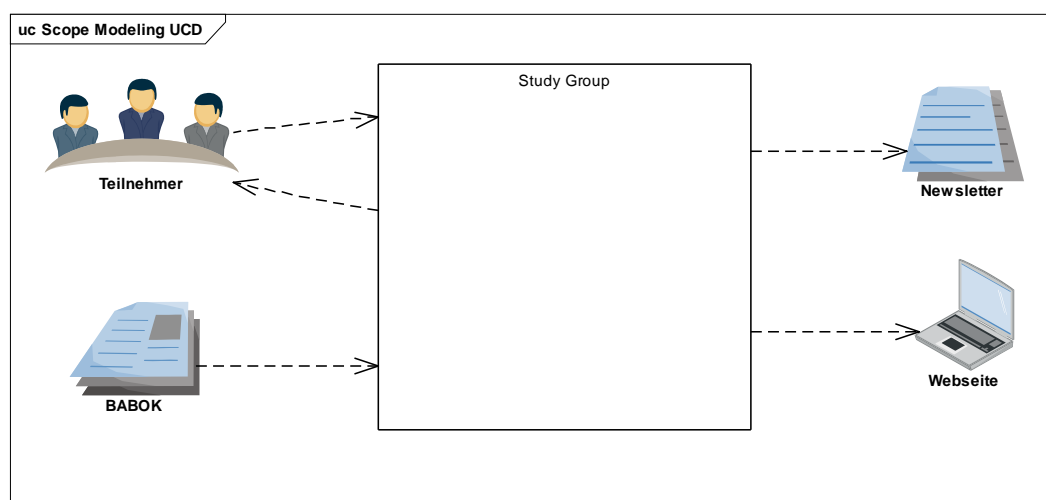 uc Scope Modeling UCD
Study Group
Teilnehmer
Newsletter
BABOK
Webseite